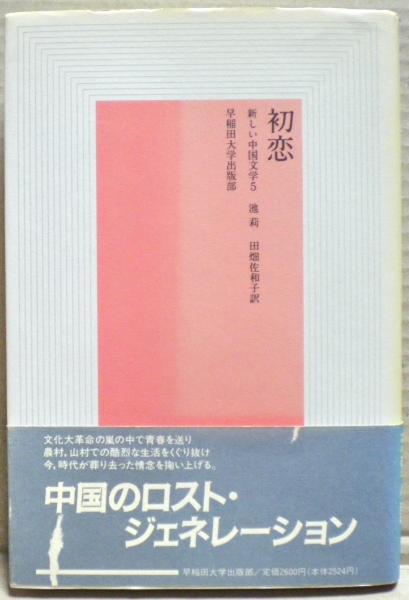 初恋
新しい中国文学5 池莉 田畑佐和子訳
早稲田大学出版部
文化大革命の嵐の中で青春を送り
農村，山村での酷烈な生活をくぐり抜け
今，時代が葬り去った情念を掬い上げる。
中国のロスト・
ジェネレーション
早稲田大学出版部／定価2600円（本体2524円）